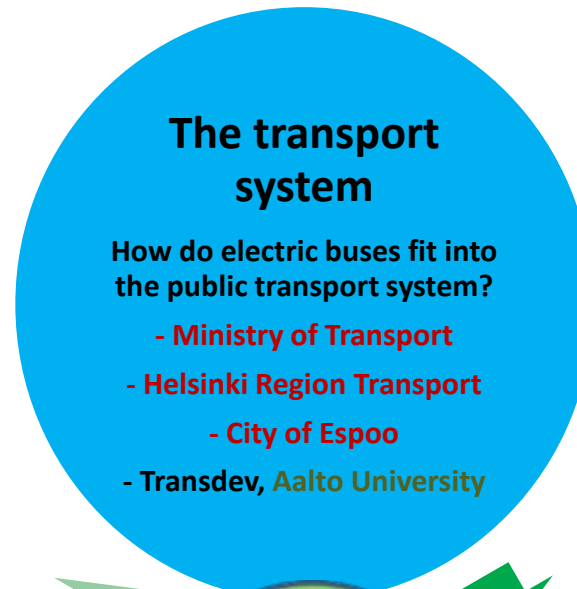 The transport
system
How do electric buses fit into
the public transport system?
- Ministry of Transport
- Helsinki Region Transport
- City of Espoo
- Transdev, Aalto University